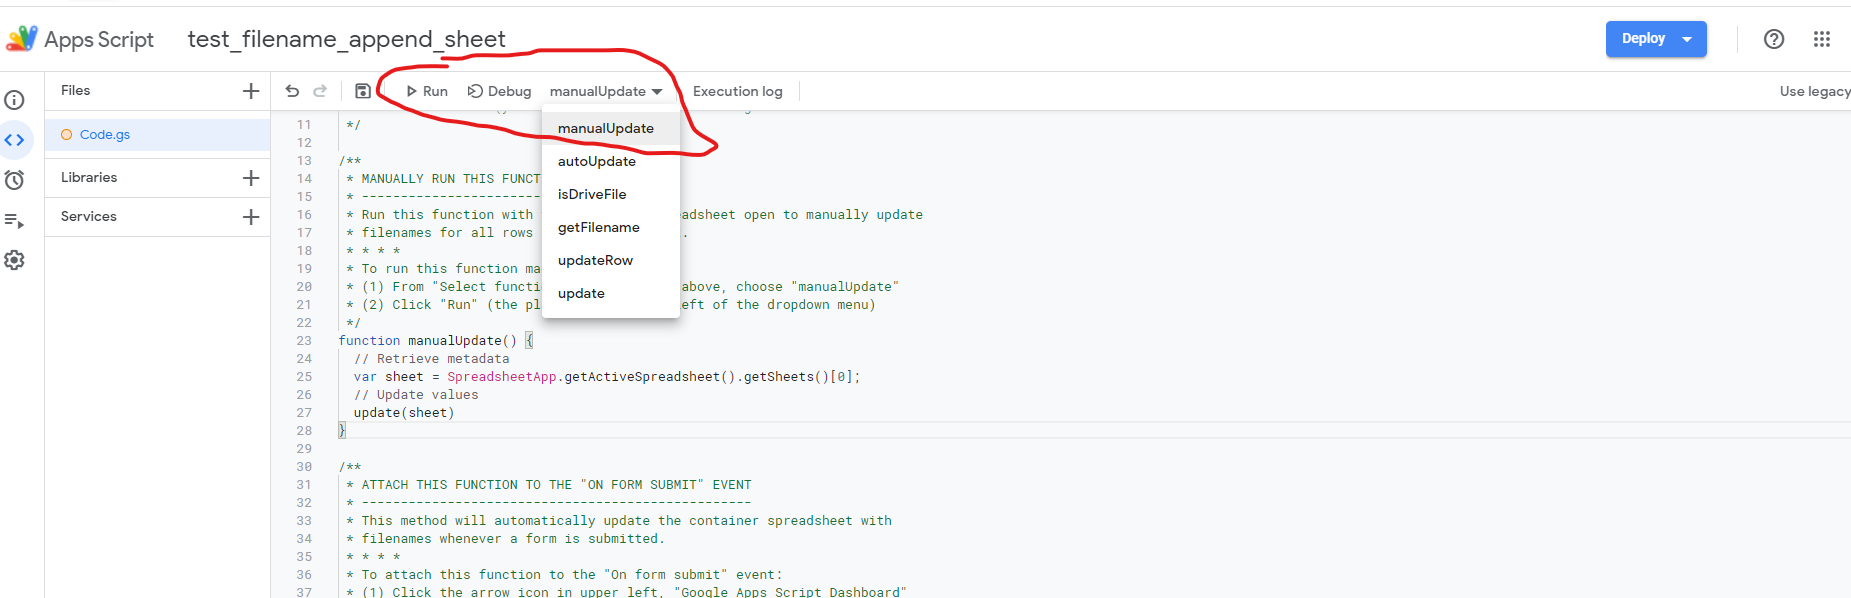 Apps Script
test_filename_append_sheet
Deploy
Files
Run
Debug
manualUpdate
Execution log
Use legacy
Code.gs
Libraries
Services
manualUpdate
autoUpdate
isDriveFile
getFilename
updateRow
update
11 */
12
13 /**
14 * MANUALLY RUN THIS FUNCT
15 * -----------------------
16 * Run this function with adsheet open to manually update
17 * filenames for all rows .
18 * * * *
19 * To run this function ma
20 * (1) From "Select functi above, choose "manualUpdate"
21 * (2) Click "Run" (the pl eft of the dropdown menu)
22 */
23 function manualUpdate() {
24 // Retrieve metadata
25 var sheet = SpreadsheetApp.getActiveSpreadsheet().getSheets()[0];
26 // Update values
27 update(sheet)
28 }
29
30 /**
31 * ATTACH THIS FUNCTION TO THE "ON FORM SUBMIT" EVENT
32 * --------------------------------------------------
33 * This method will automatically update the container spreadsheet with
34 * filenames whenever a form is submitted.
35 * * * *
36 * To attach this function to the "On form submit" event:
37 * (1) Click the arrow icon in upper left, "Google Apps Script Dashboard"